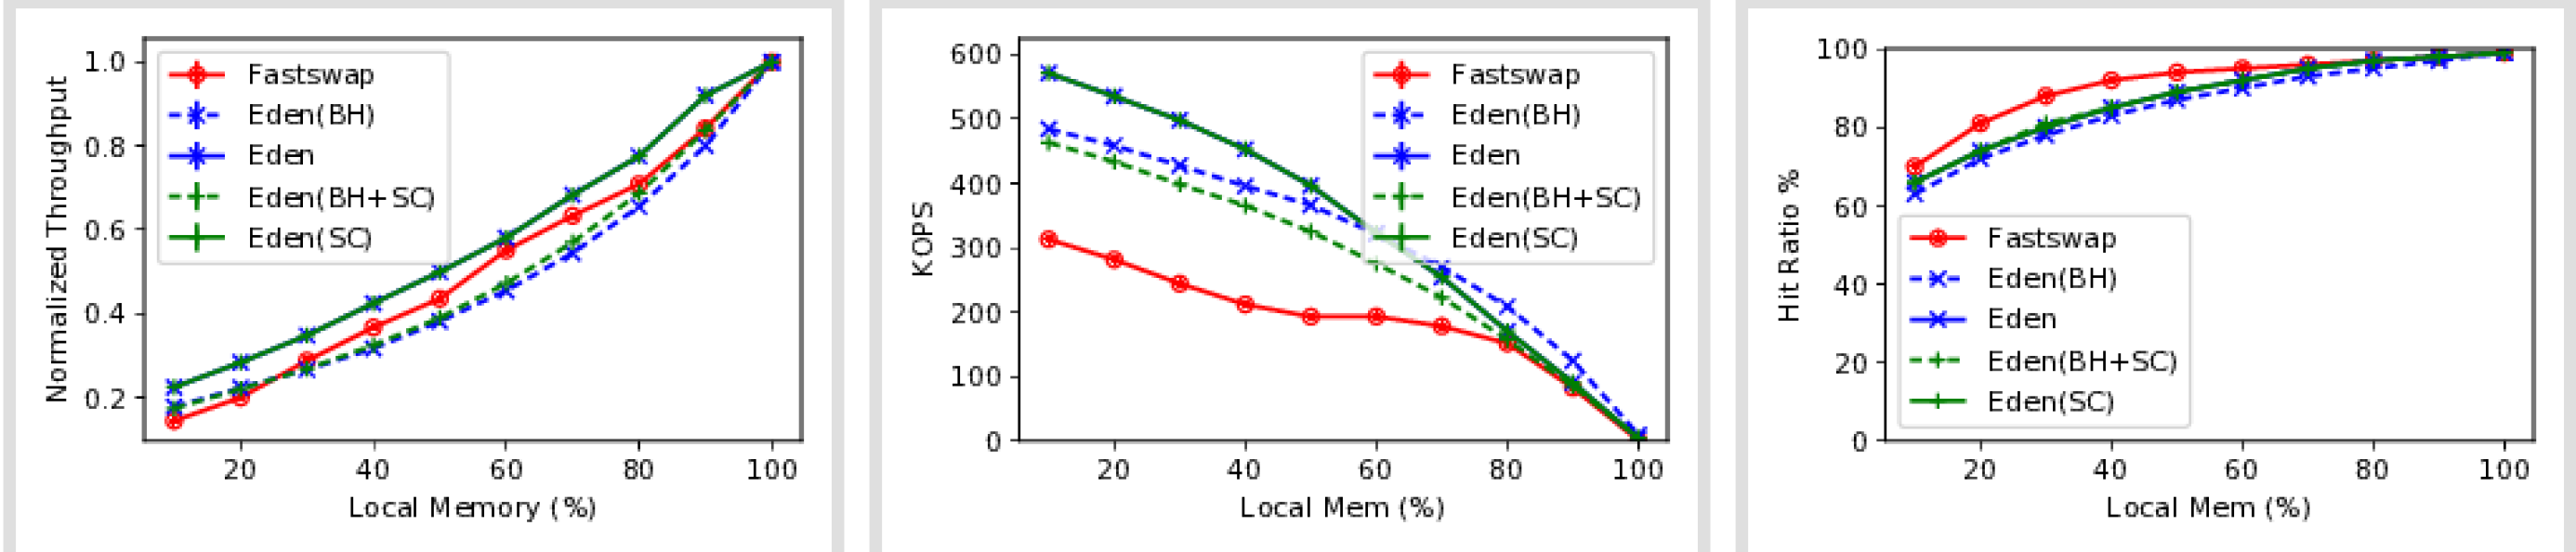 Normalized Throughput
1.0
0.8
0.6
0.4
0.2
Fastswap
Eden(BH)
Eden
Eden(BH+SC)
Eden(SC)
20 40 60 80 100
Local Memory (%)
KOPS
600
500
400
300
200
100
0
Fastswap
Eden(BH)
Eden
Eden(BH+SC)
Eden(SC)
20 40 60 80 100
Local Mem (%)
Hit Ratio %
100
80
60
40
20
0
Fastswap
Eden(BH)
Eden
Eden(BH+SC)
Eden(SC)
20 40 60 80 100
Local Mem (%)